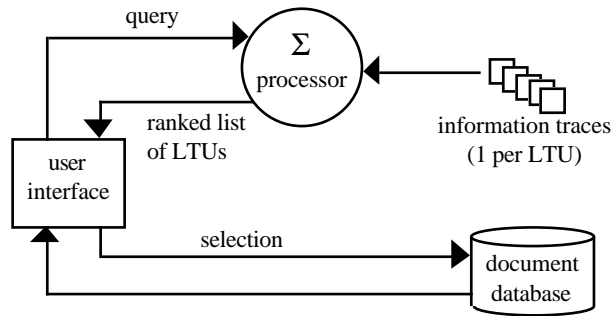 query
Σ
processor
ranked list
of LTUs
information traces
(1 per LTU)
user
interface
selection
document
database